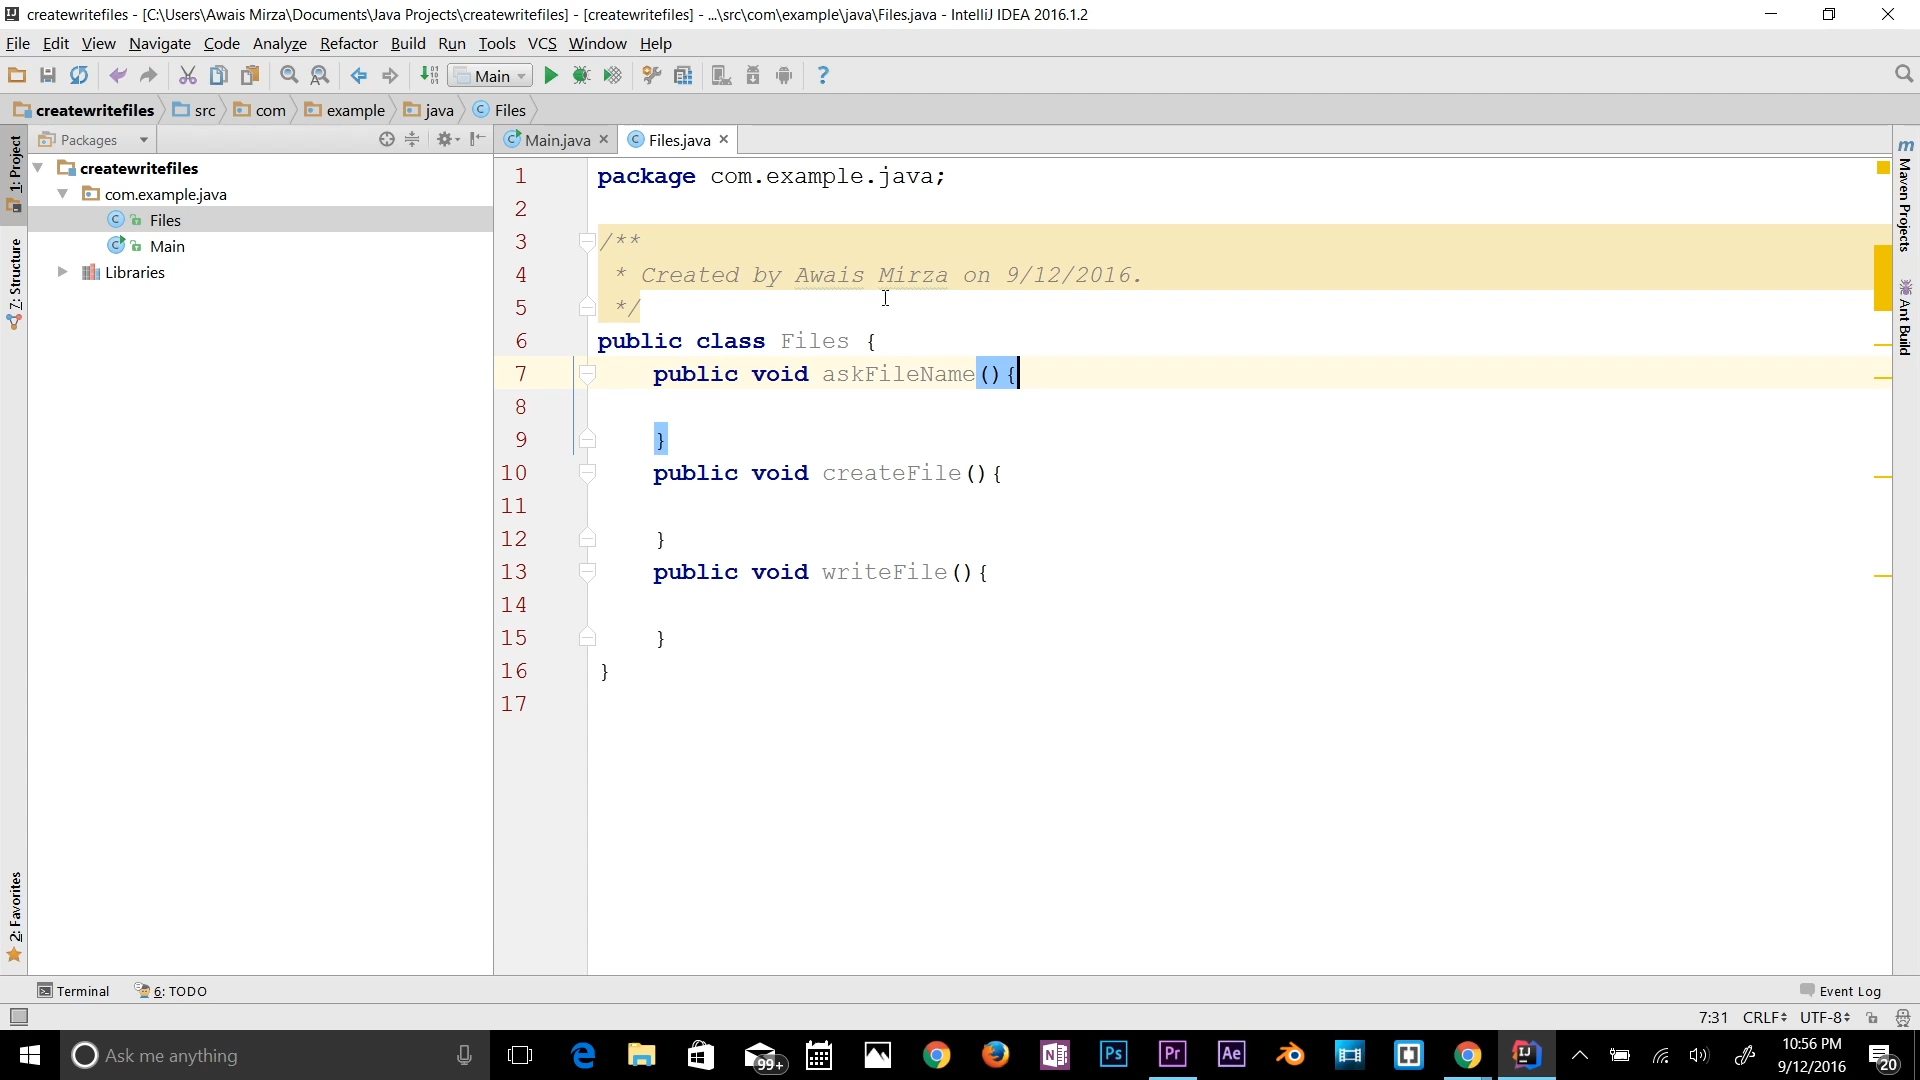 createwritefiles - [C:\Users\Awais Mirza\Documents\Java Projects\createwritefiles] - [createwritefiles] - ...\src\com\example\java\Files.java - IntelliJ IDEA 2016.1.2
File Edit View Navigate Code Analyze Refactor Build Run Tools VCS Window Help
Main
createwritefiles src com example java Files
Packages
Main.java Files.java
1: Project
7: Structure
2: Favorites
createwritefiles
com.example.java
Files
Main
Libraries
1 package com.example.java;
2
3 /**
4 * Created by Awais Mirza on 9/12/2016.
5 */
6 public class Files {
7 public void askFileName(){
8
9 }
10 public void createFile(){
11
12 }
13 public void writeFile(){
14
15 }
16 }
17
Maven Projects
Ant Build
Terminal 6: TODO Event Log
7:31 CRLF UTF-8
Ask me anything
99+
Ps
Pr
Ae
10:56 PM
9/12/2016
20